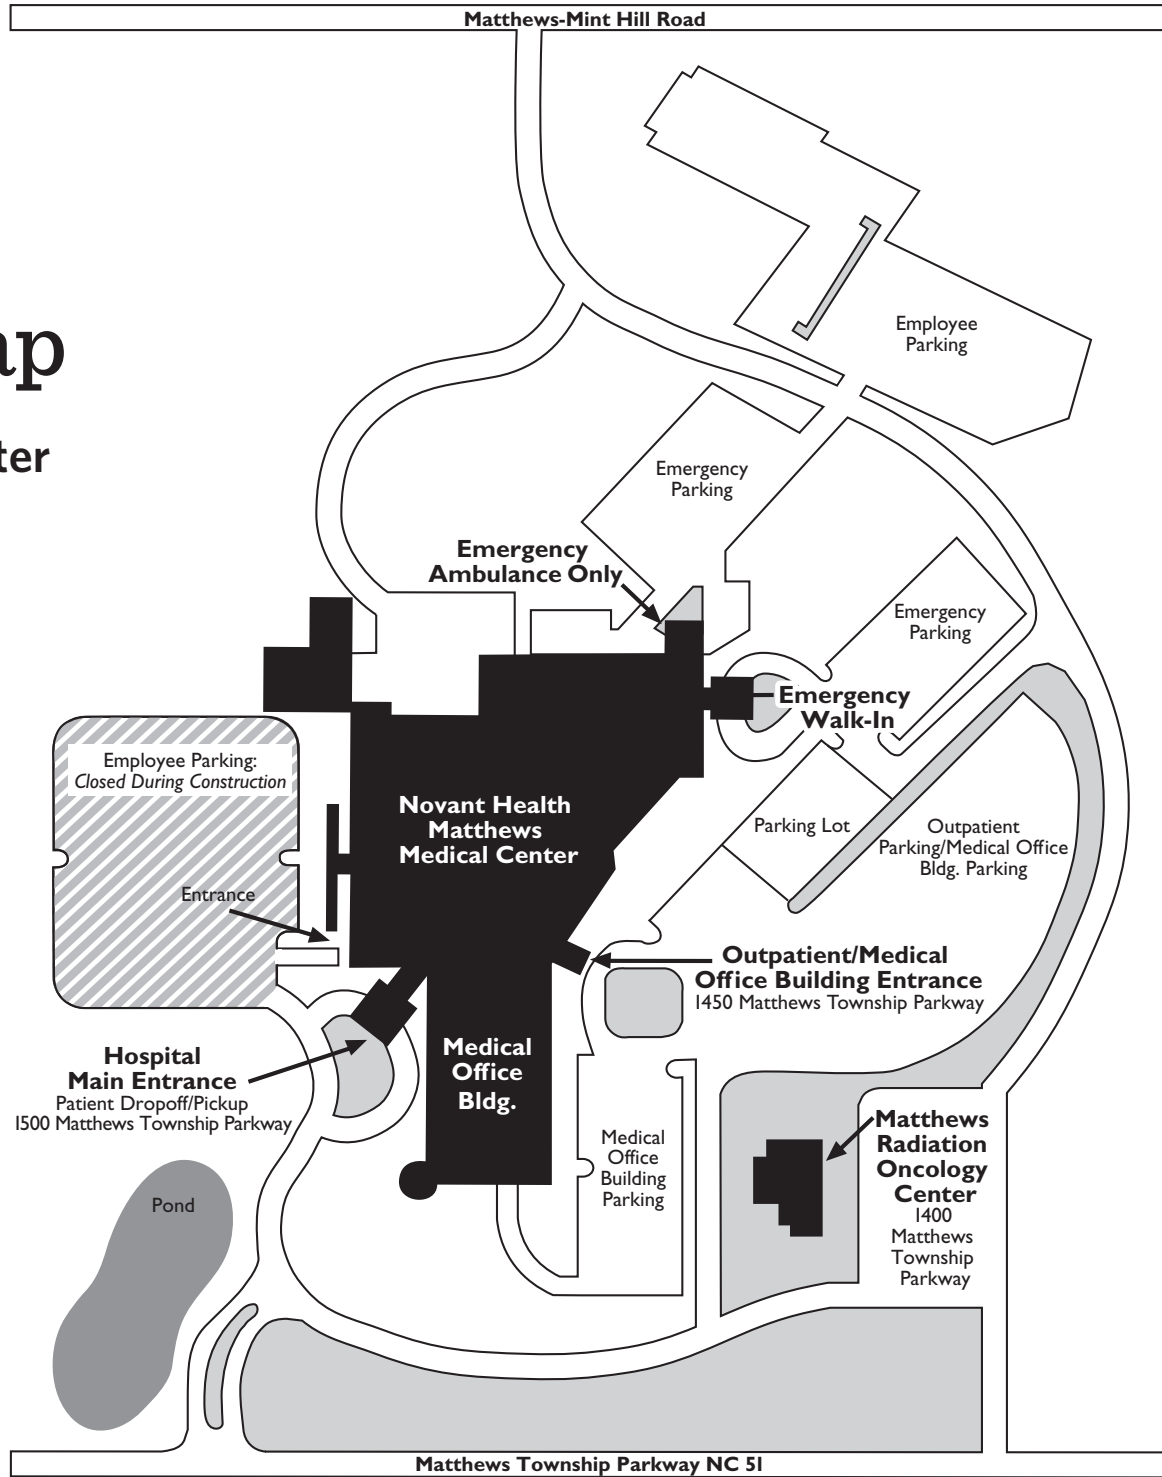 Matthews-Mint Hill Road
ap
ter
Employee
Parking
Emergency
Parking
Emergency
Ambulance Only
Emergency
Parking
Emergency
Walk-In
Employee Parking:
Closed During Construction
Novant Health
Matthews
Medical Center
Parking Lot
Outpatient
Parking/Medical Office
Bldg. Parking
Entrance
Outpatient/Medical
Office Building Entrance
1450 Matthews Township Parkway
Hospital
Main Entrance
Patient Dropoff/Pickup
1500 Matthews Township Parkway
Medical
Office
Bldg.
Medical
Office
Building
Parking
Matthews
Radiation
Oncology
Center
1400
Matthews
Township
Parkway
Pond
Matthews Township Parkway NC 51